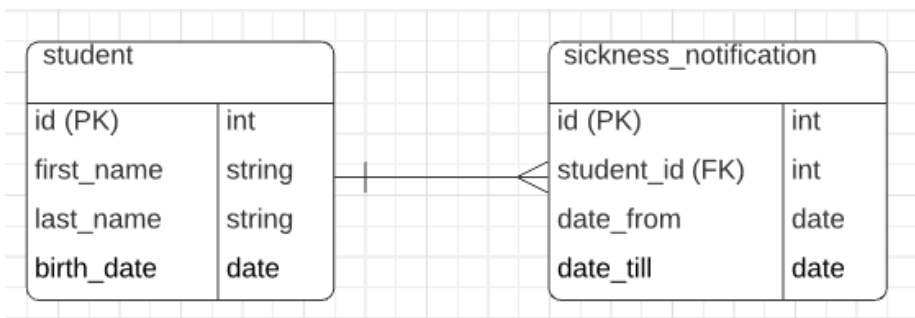 student
id (PK) int
first_name string
last_name string
birth_date date
sickness_notification
id (PK) int
student_id (FK) int
date_from date
date_till date